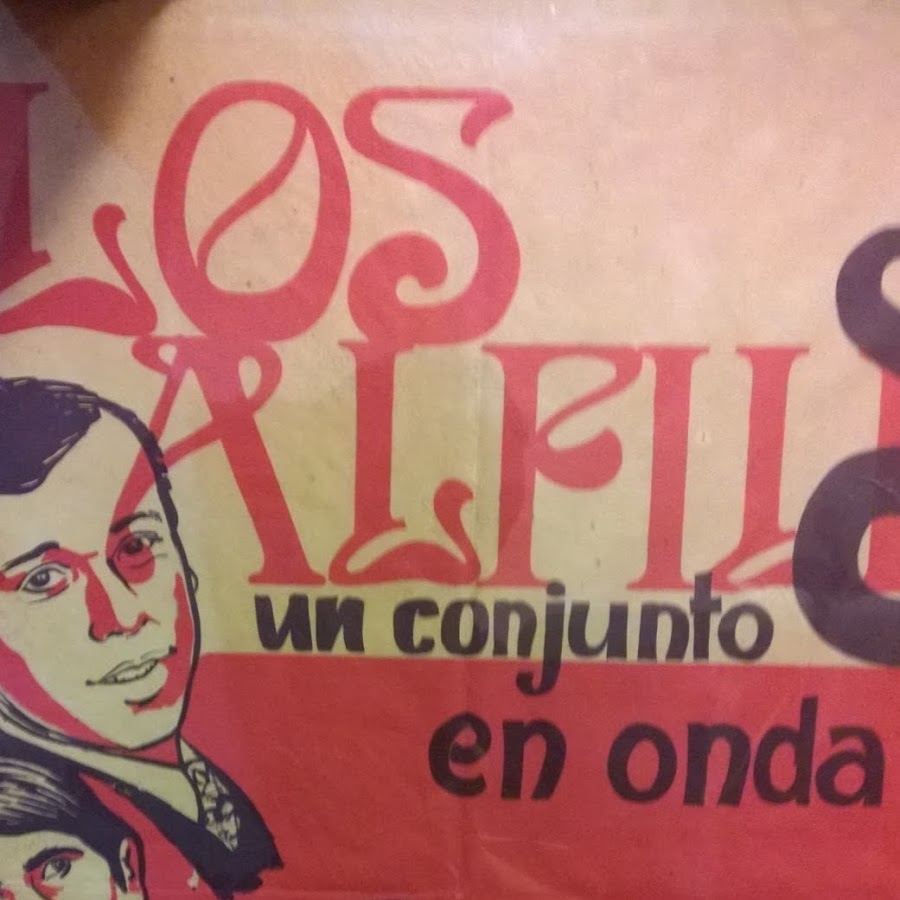 LOS
ALFIL
un conjunto
en onda